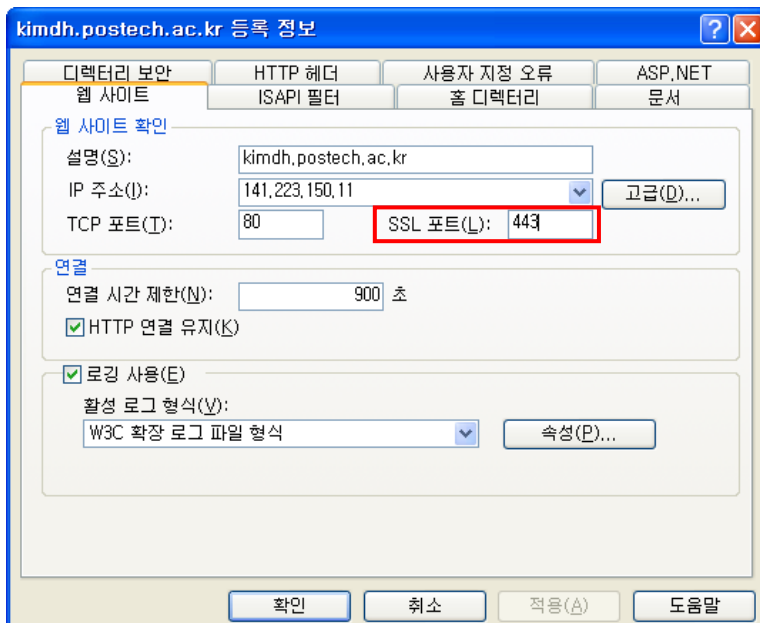 kimdh.postech.ac.kr 등록 정보
디렉터리 보안 HTTP 헤더 사용자 지정 오류 ASP.NET
웹 사이트 ISAPI 필터 홈 디렉터리 문서
웹 사이트 확인
설명(S): kimdh.postech.ac.kr
IP 주소(I): 141.223.150.11 고급(D)...
TCP 포트(T): 80 SSL 포트(L): 443
연결
연결 시간 제한(N): 900 초
HTTP 연결 유지(K)
로깅 사용(E)
활성 로그 형식(V):
W3C 확장 로그 파일 형식 속성(P)...
확인 취소 적용(A) 도움말